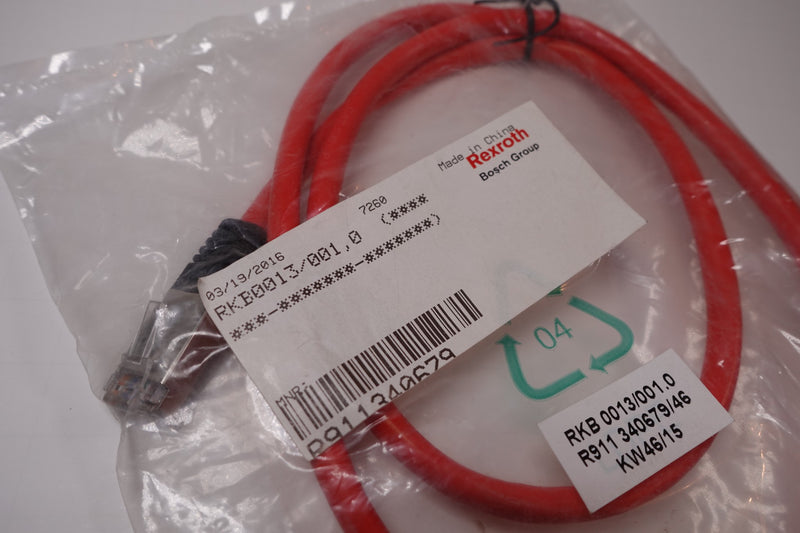 Made in China
Rexroth
Bosch Group
7260
03/19/2016
RKB0013/001,0 (****
***-*******-*******)
MNR:
R911340679
04
RKB 0013/001.0
R911 340679/46
KW46/15